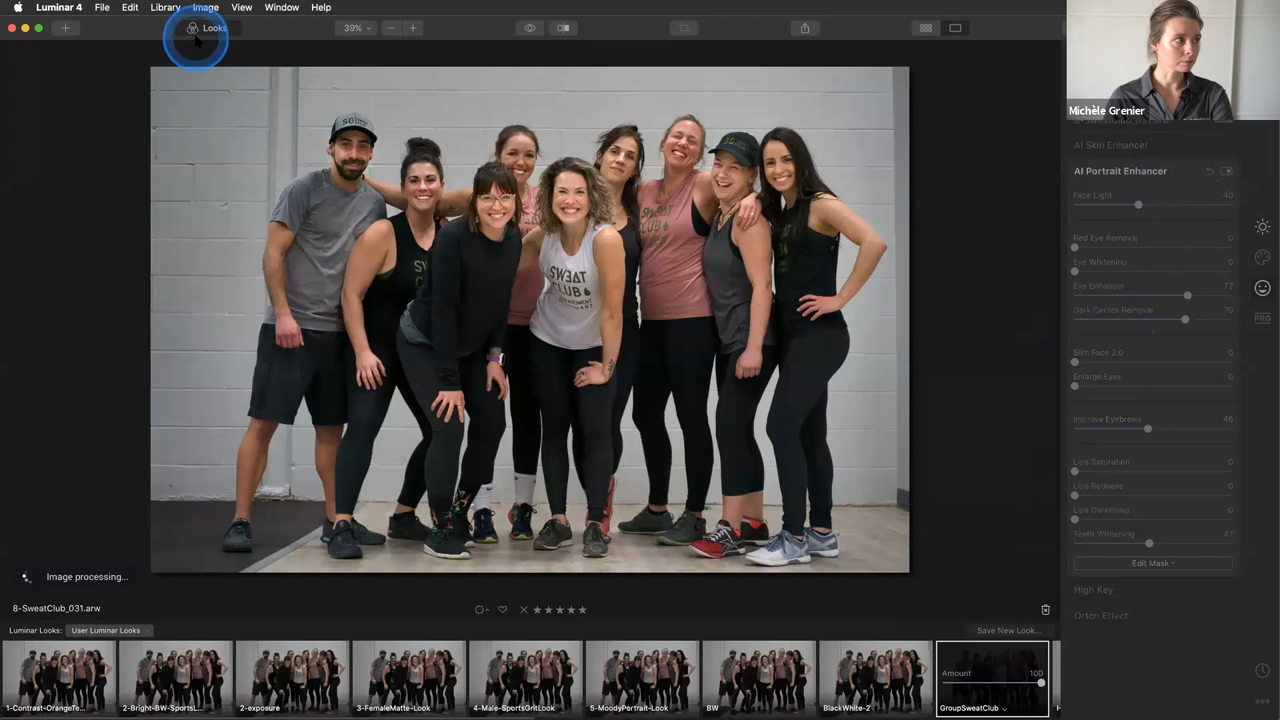 Luminar 4 File Edit Library Image View Window Help
Looks 39%
Michèle Grenier
AI Skin Enhancer
AI Portrait Enhancer
Face Light 40
Red Eye Removal 0
Eye Whitening 0
Eye Enhancer 72
Dark Circles Removal 70
Slim Face 2.0 0
Enlarge Eyes 0
Improve Eyebrows 46
Lips Saturation 0
Lips Redness 0
Lips Darkening 0
Teeth Whitening 47
Edit Mask
High Key
Orton Effect
PRO
SWEAT
CLUB
SWEAT
CLUB
Image processing...
8-SweatClub_031.arw
Luminar Looks: User Luminar Looks Save New Look...
Amount 100
1-Contrast-OrangeTe... 2-Bright-BW-SportsL... 2-exposure 3-FemaleMatte-Look 4-Male-SportsGritLook 5-MoodyPortrait-Look BW BlackWhite-2 GroupSweatClub